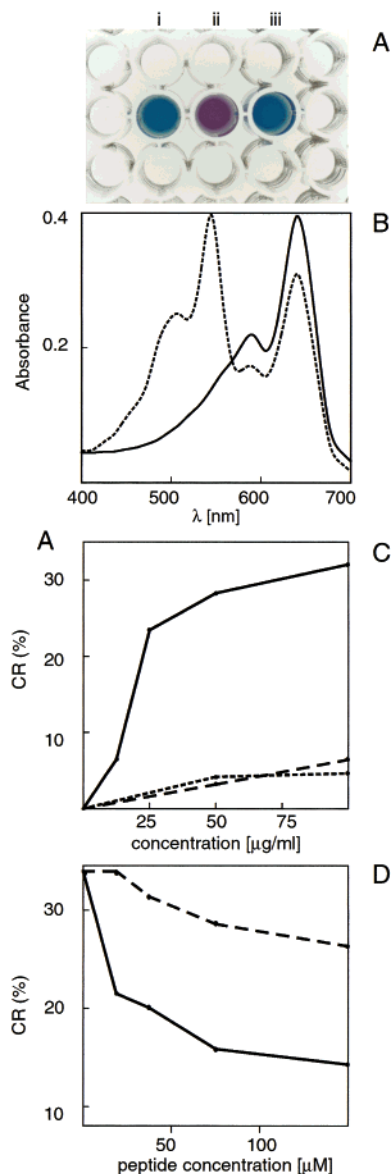 i ii iii
A
0.4
B
Absorbance
0.2
400 500 600 700
λ [nm]
A
C
30
CR (%)
20
10
25 50 75
concentration [μg/ml]
D
30
CR (%)
20
10
50 100
peptide concentration [μM]